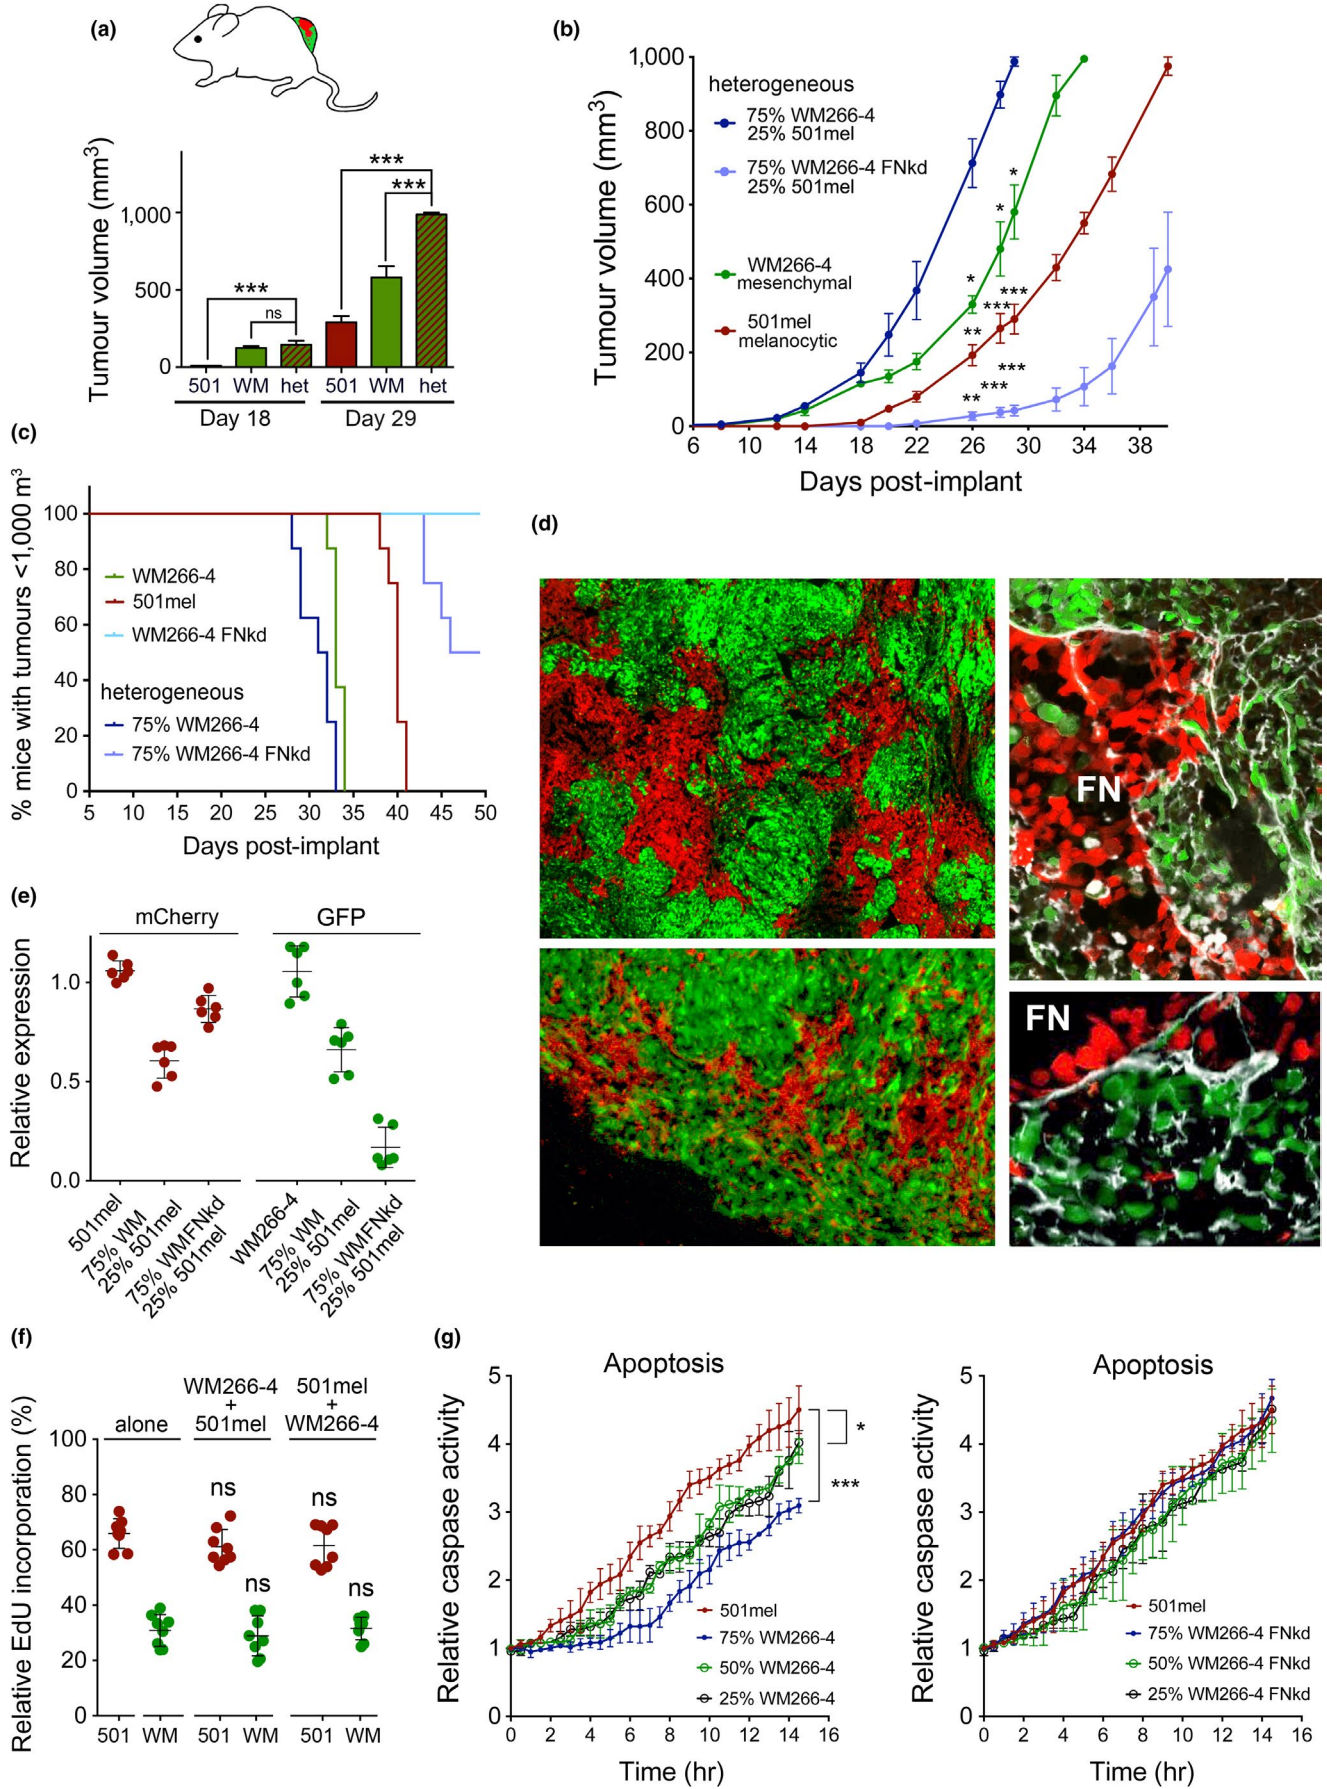 (a)
Tumour volume (mm3)
1,000
500
0
***
ns
***
***
501 WM het 501 WM het
Day 18 Day 29
(b)
Tumour volume (mm3)
1,000
800
600
400
200
0
heterogeneous
75% WM266-4
25% 501mel
75% WM266-4 FNkd
25% 501mel
WM266-4
mesenchymal
501mel
melanocytic
*
*
*
***
***
**
***
***
**
6 10 14 18 22 26 30 34 38
Days post-implant
(c)
% mice with tumours <1,000 m3
100
80
60
40
20
0
WM266-4
501mel
WM266-4 FNkd
heterogeneous
75% WM266-4
75% WM266-4 FNkd
5 10 15 20 25 30 35 40 45 50
Days post-implant
(d)
FN
FN
(e)
mCherry GFP
Relative expression
1.0
0.5
0.0
501mel
75% WM
25% 501mel
75% WMFNkd
25% 501mel
WM266-4
75% WM
25% 501mel
75% WMFNkd
25% 501mel
(f)
Relative EdU incorporation (%)
alone
WM266-4
+
501mel
501mel
+
WM266-4
100
80
60
40
20
0
ns
ns
ns
ns
501 WM 501 WM 501 WM
(g)
Apoptosis
Relative caspase activity
5
4
3
2
1
0
*
***
501mel
75% WM266-4
50% WM266-4
25% WM266-4
0 2 4 6 8 10 12 14 16
Time (hr)
Apoptosis
Relative caspase activity
5
4
3
2
1
0
501mel
75% WM266-4 FNkd
50% WM266-4 FNkd
25% WM266-4 FNkd
0 2 4 6 8 10 12 14 16
Time (hr)